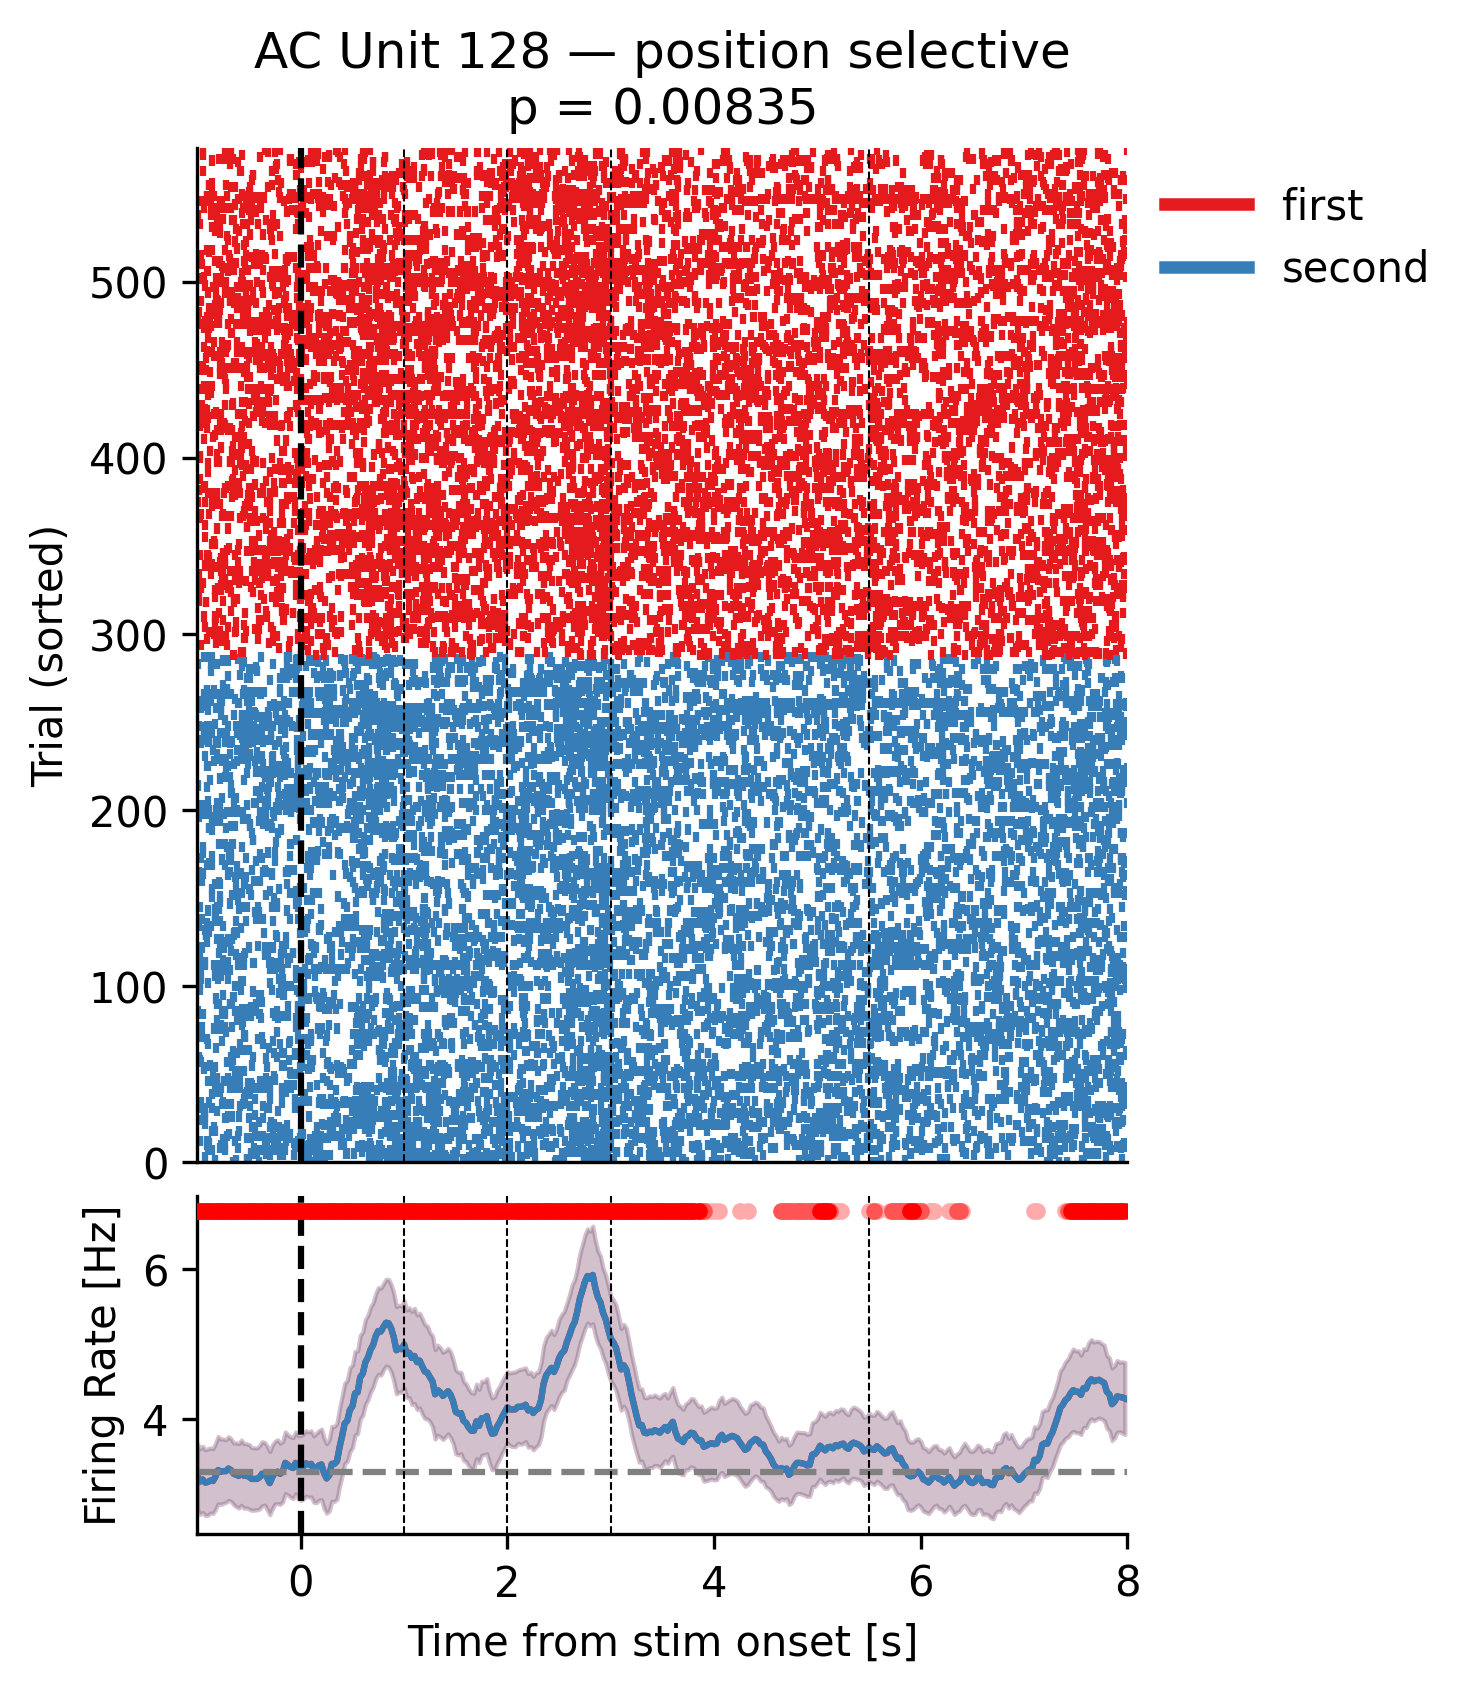 AC Unit 128 — position selective
p = 0.00835
first
second
500
400
300
200
100
0
Trial (sorted)
6
4
Firing Rate [Hz]
0 2 4 6 8
Time from stim onset [s]